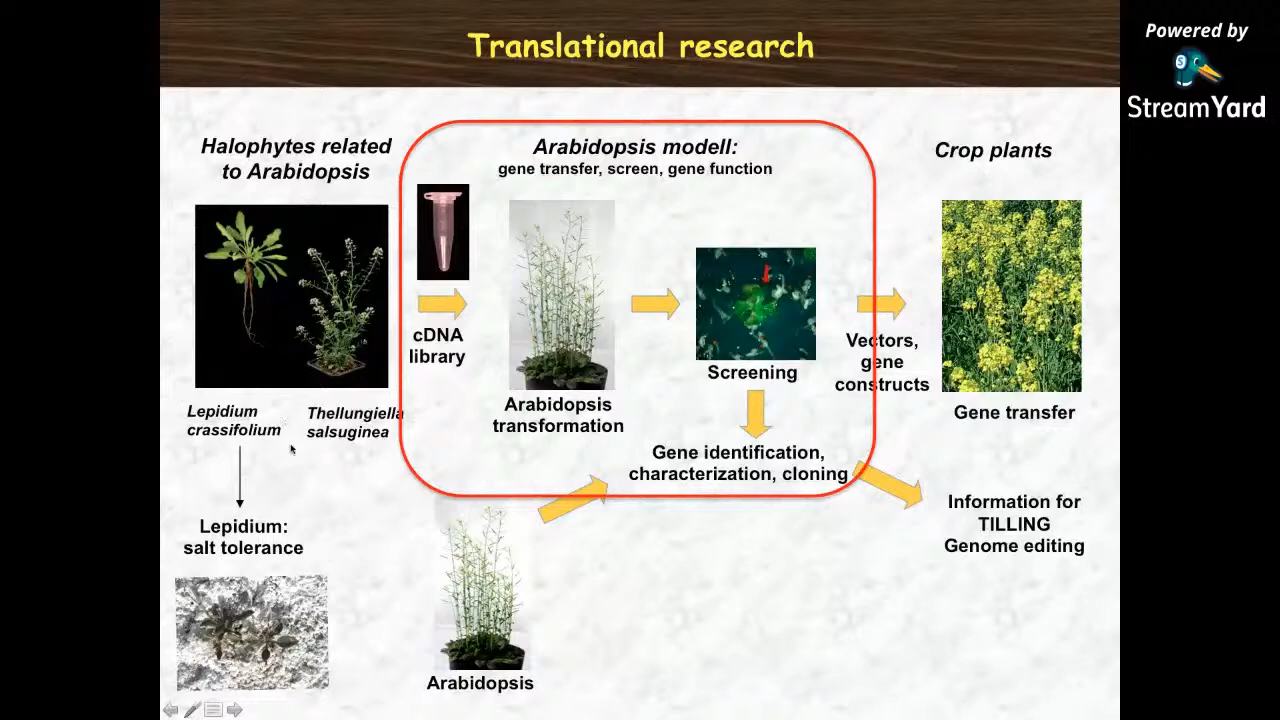 Translational research
Powered by
StreamYard
Halophytes related
to Arabidopsis
Arabidopsis modell:
gene transfer, screen, gene function
Crop plants
cDNA
library
Arabidopsis
transformation
Screening
Vectors,
gene
constructs
Gene transfer
Lepidium
crassifolium
Thellungiella
salsuginea
Gene identification,
characterization, cloning
Lepidium:
salt tolerance
Information for
TILLING
Genome editing
Arabidopsis